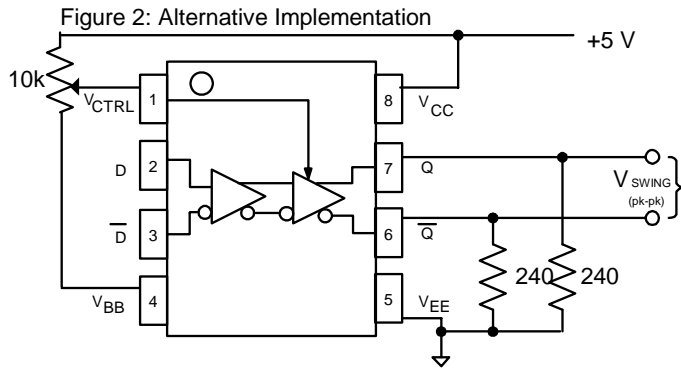 Figure 2: Alternative Implementation
+5 V
10k
VCTRL
1
8
VCC
D
2
7
Q
VSWING
(pk-pk)
D̅
3
6
Q̅
240
240
VBB
4
5
VEE